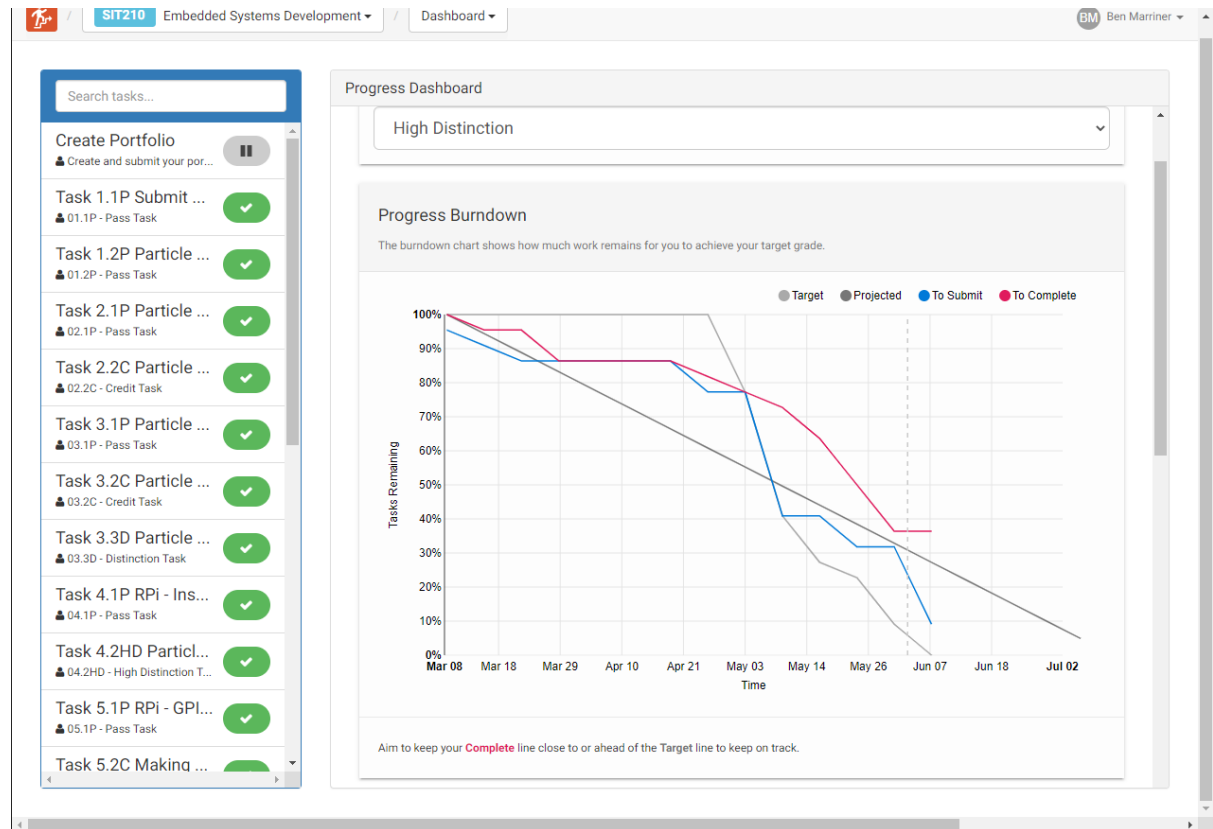 SIT210 Embedded Systems Development
Dashboard
BM Ben Marriner
Search tasks...
Create Portfolio
Create and submit your por...
Task 1.1P Submit ...
01.1P - Pass Task
Task 1.2P Particle ...
01.2P - Pass Task
Task 2.1P Particle ...
02.1P - Pass Task
Task 2.2C Particle ...
02.2C - Credit Task
Task 3.1P Particle ...
03.1P - Pass Task
Task 3.2C Particle ...
03.2C - Credit Task
Task 3.3D Particle ...
03.3D - Distinction Task
Task 4.1P RPi - Ins...
04.1P - Pass Task
Task 4.2HD Particl...
04.2HD - High Distinction T...
Task 5.1P RPi - GPI...
05.1P - Pass Task
Task 5.2C Making ...
Progress Dashboard
High Distinction
Progress Burndown
The burndown chart shows how much work remains for you to achieve your target grade.
Target Projected To Submit To Complete
100%
90%
80%
70%
60%
50%
40%
30%
20%
10%
0%
Tasks Remaining
Mar 08 Mar 18 Mar 29 Apr 10 Apr 21 May 03 May 14 May 26 Jun 07 Jun 18 Jul 02
Time
Aim to keep your Complete line close to or ahead of the Target line to keep on track.